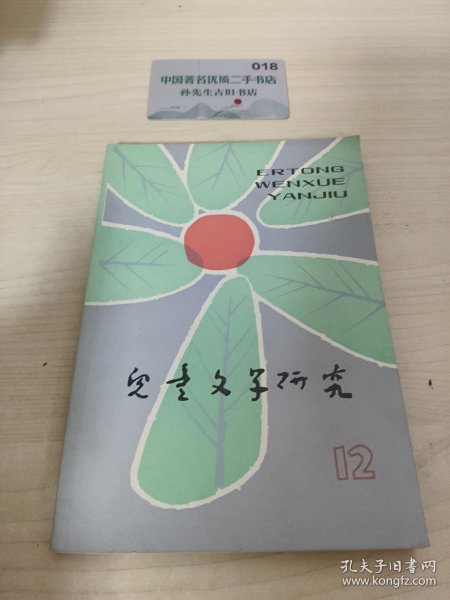 018
中国著名优质二手书店
孙先生古旧书店
ERTONG
WENXUE
YANJIU
儿童文学研究
12
孔夫子旧书网
www.kongfz.com